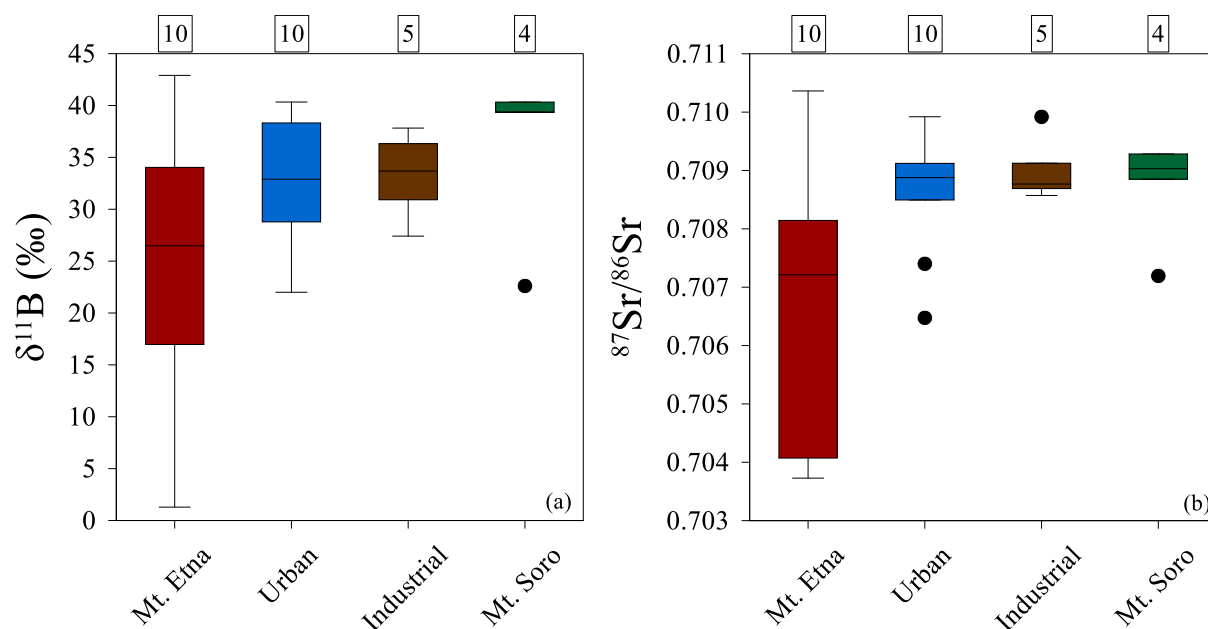 10 10 5 4
45
40
35
30
25
20
15
10
5
0
δ¹¹B (‰)
(a)
Mt. Etna Urban Industrial Mt. Soro
10 10 5 4
0.711
0.710
0.709
0.708
0.707
0.706
0.705
0.704
0.703
⁸⁷Sr/⁸⁶Sr
(b)
Mt. Etna Urban Industrial Mt. Soro